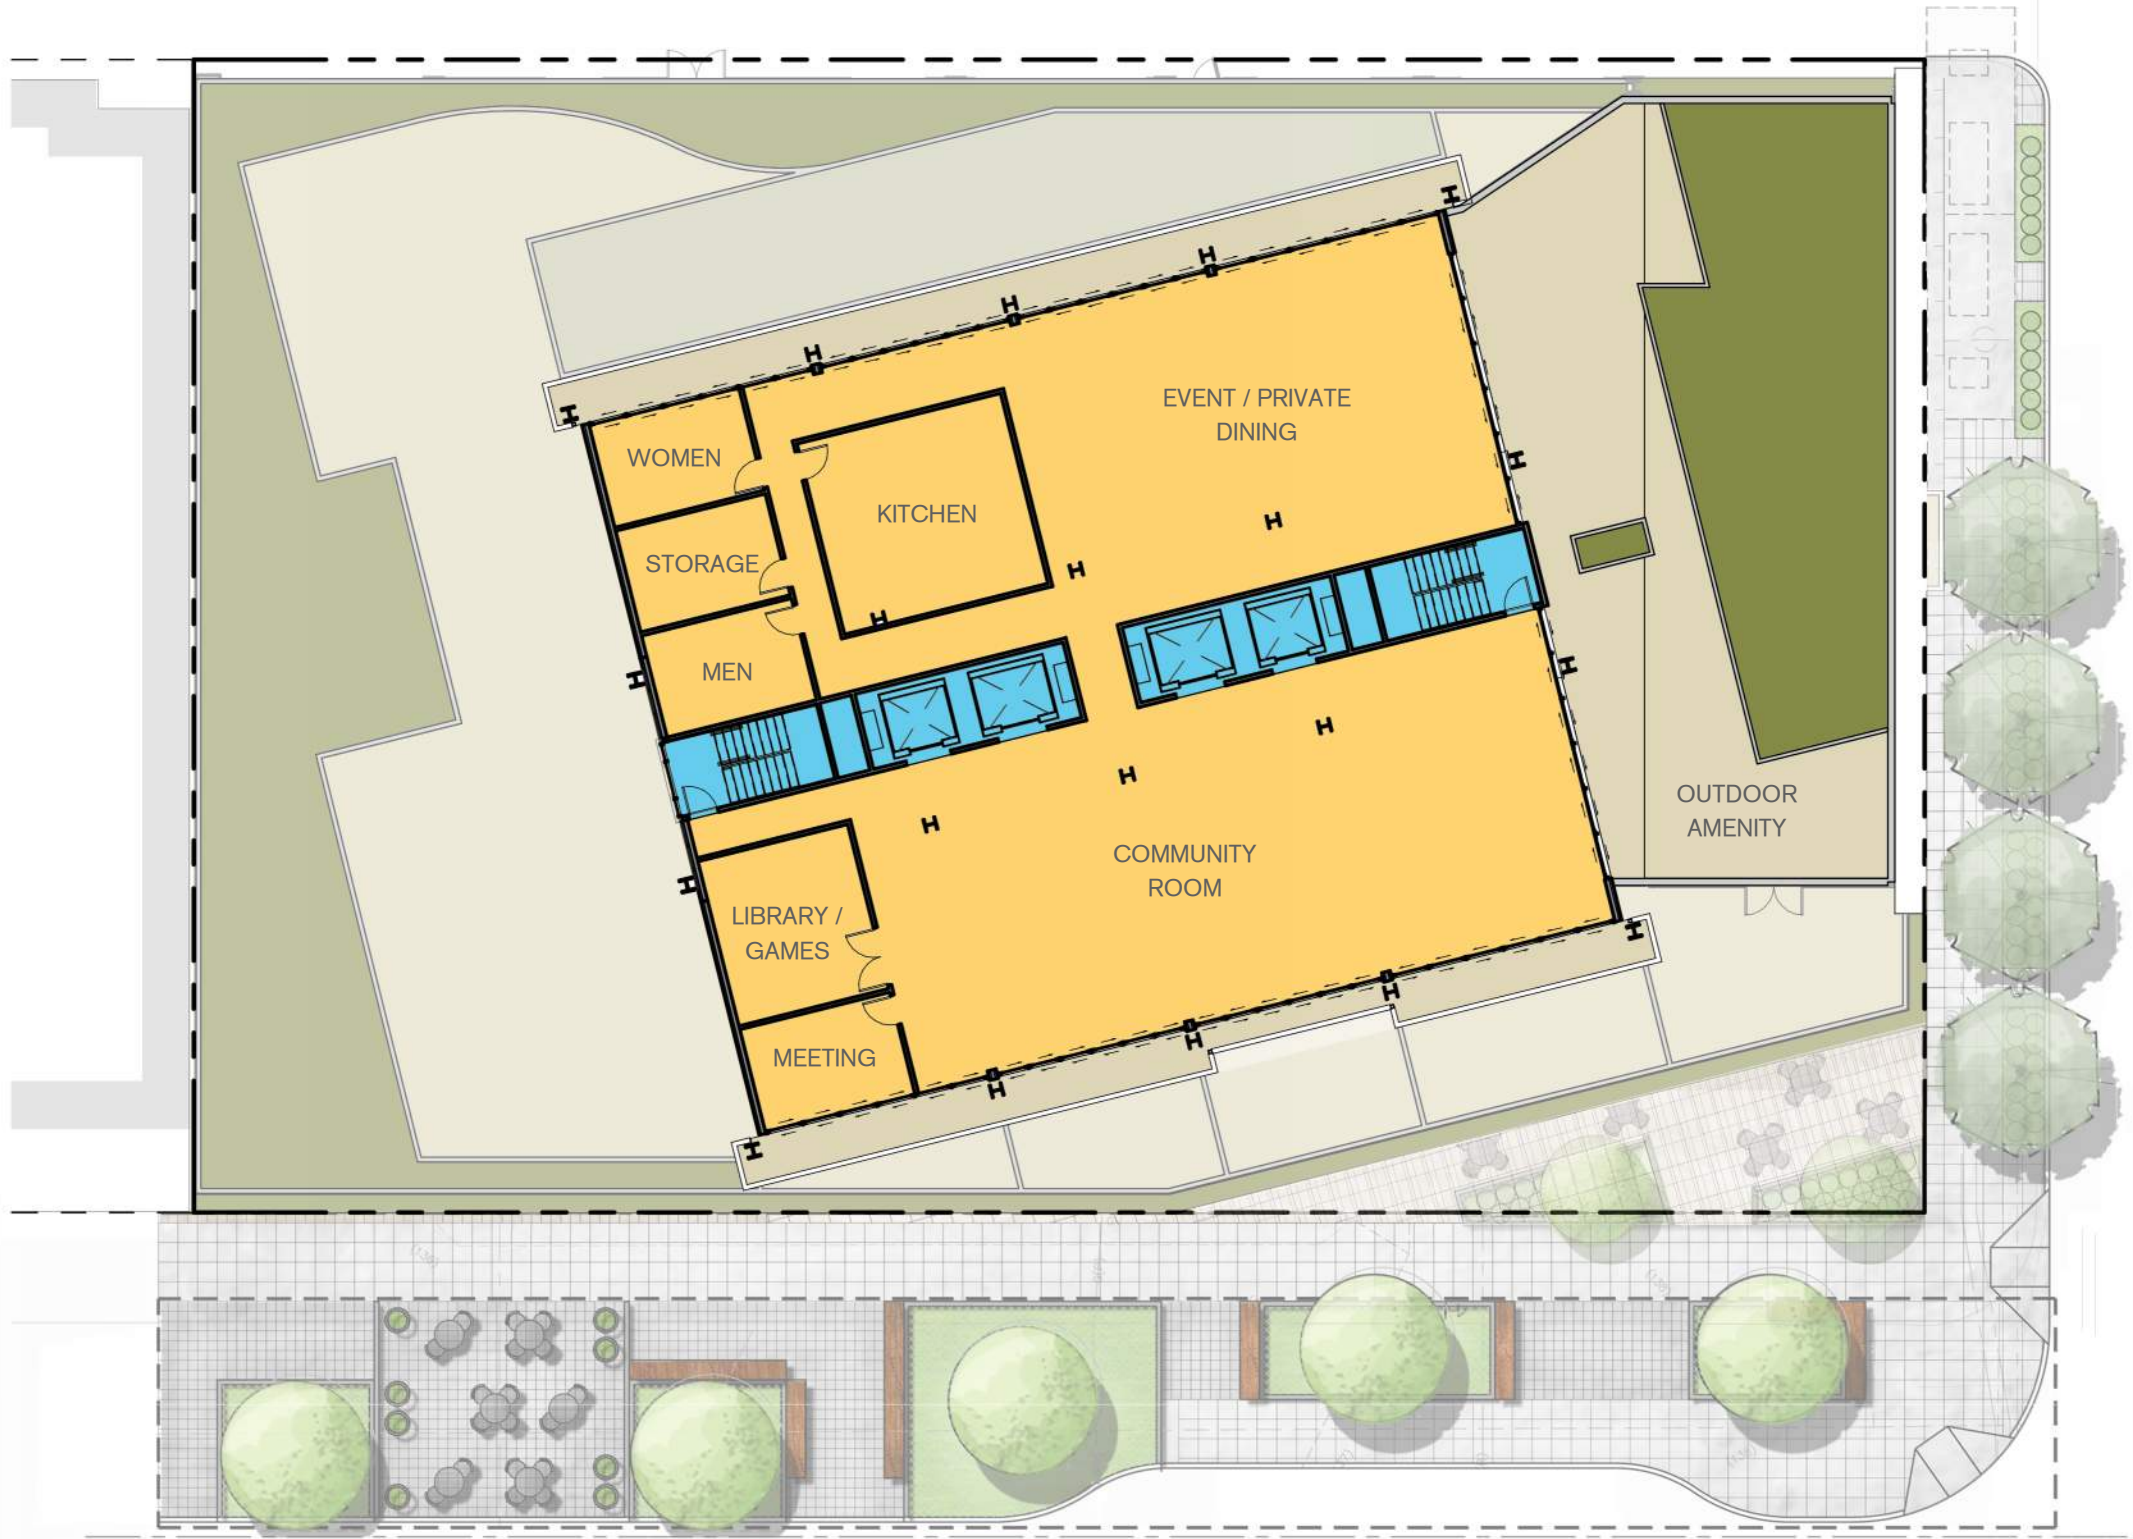 EVENT / PRIVATE
DINING
WOMEN
KITCHEN
STORAGE
MEN
OUTDOOR
AMENITY
COMMUNITY
ROOM
LIBRARY /
GAMES
MEETING